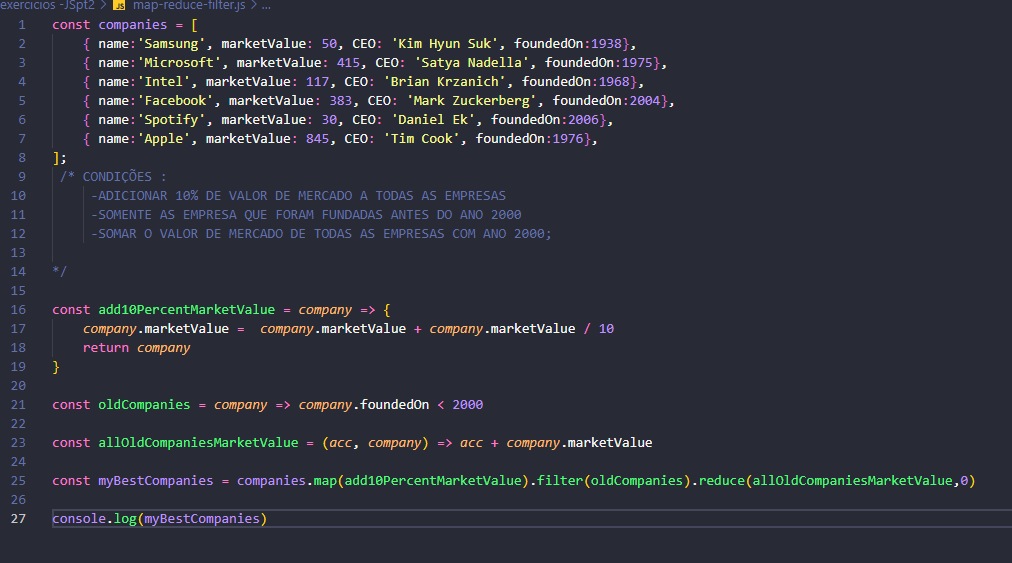 exercicios -JSpt2 > JS map-reduce-filter.js > ...
1 const companies = [
2 { name:'Samsung', marketValue: 50, CEO: 'Kim Hyun Suk', foundedOn:1938},
3 { name:'Microsoft', marketValue: 415, CEO: 'Satya Nadella', foundedOn:1975},
4 { name:'Intel', marketValue: 117, CEO: 'Brian Krzanich', foundedOn:1968},
5 { name:'Facebook', marketValue: 383, CEO: 'Mark Zuckerberg', foundedOn:2004},
6 { name:'Spotify', marketValue: 30, CEO: 'Daniel Ek', foundedOn:2006},
7 { name:'Apple', marketValue: 845, CEO: 'Tim Cook', foundedOn:1976},
8 ];
9 /* CONDIÇÕES :
10 -ADICIONAR 10% DE VALOR DE MERCADO A TODAS AS EMPRESAS
11 -SOMENTE AS EMPRESA QUE FORAM FUNDADAS ANTES DO ANO 2000
12 -SOMAR O VALOR DE MERCADO DE TODAS AS EMPRESAS COM ANO 2000;
13
14 */
15
16 const add10PercentMarketValue = company => {
17 company.marketValue =  company.marketValue + company.marketValue / 10
18 return company
19 }
20
21 const oldCompanies = company => company.foundedOn < 2000
22
23 const allOldCompaniesMarketValue = (acc, company) => acc + company.marketValue
24
25 const myBestCompanies = companies.map(add10PercentMarketValue).filter(oldCompanies).reduce(allOldCompaniesMarketValue,0)
26
27 console.log(myBestCompanies)